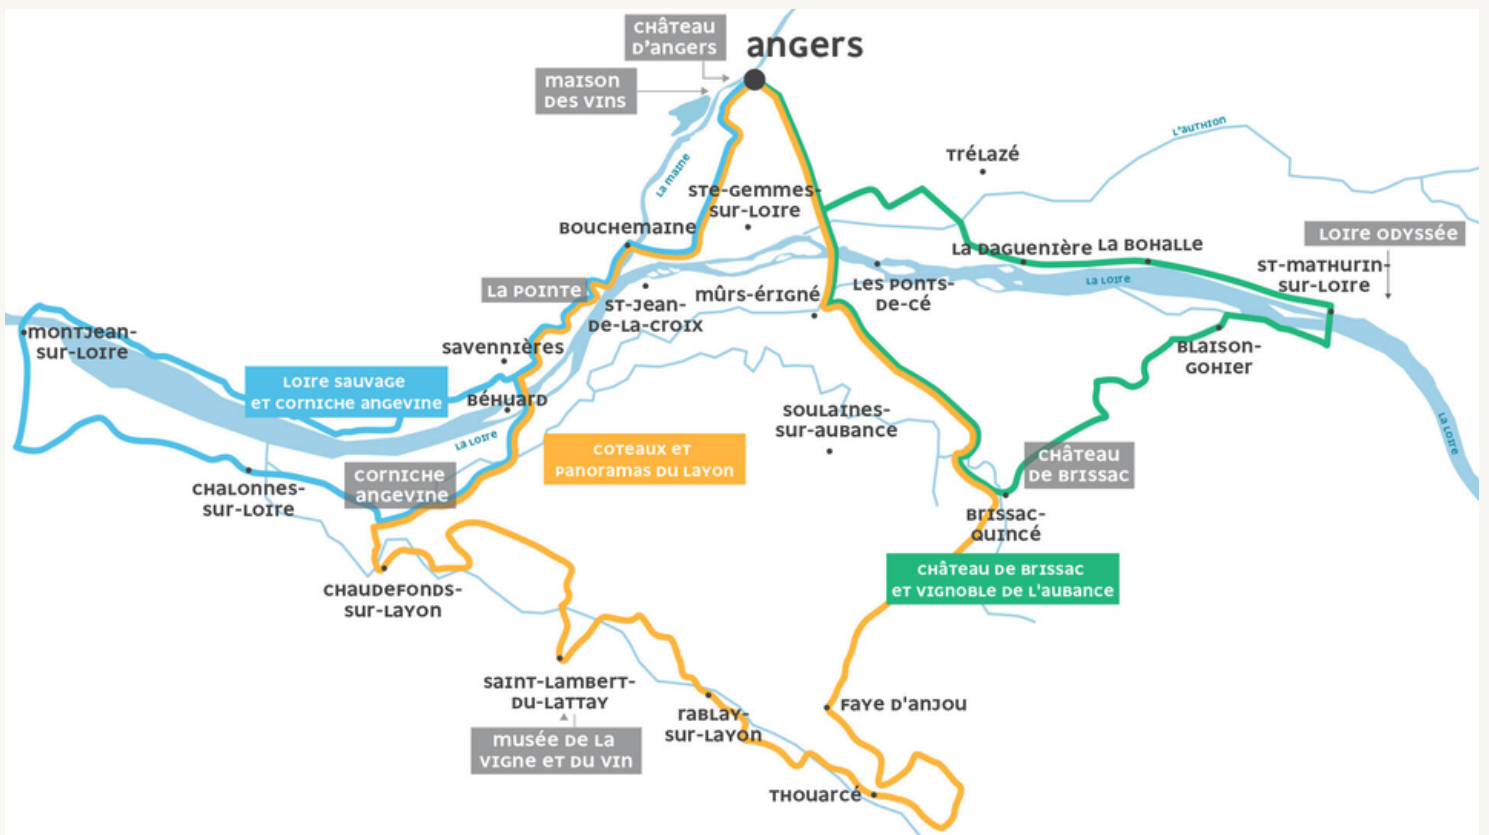 CHÂTEAU
D'ANGERS
ANGERS
MAISON
DES VINS
L'AUTHION
TRÉLAZÉ
LA MAINE
STE-GEMMES-
SUR-LOIRE
BOUCHEMAINE
LA DAGUENIÈRE
LA BOHALLE
LOIRE ODYSSÉE
ST-MATHURIN-
SUR-LOIRE
LA POINTE
ST-JEAN-
DE-LA-CROIX
MÛRS-ÉRIGNÉ
LES PONTS-
DE-CÉ
LA LOIRE
MONTJEAN-
SUR-LOIRE
SAVENNIÈRES
BLAISON-
GOHIER
LOIRE SAUVAGE
ET CORNICHE ANGEVINE
BÉHUARD
SOULAINES-
SUR-AUBANCE
LA LOIRE
LA LOIRE
COTEAUX ET
PANORAMAS DU LAYON
CHÂTEAU
DE BRISSAC
CORNICHE
ANGEVINE
CHALONNES-
SUR-LOIRE
BRISSAC-
QUINCÉ
CHÂTEAU DE BRISSAC
ET VIGNOBLE DE L'AUBANCE
CHAUDEFONDS-
SUR-LAYON
SAINT-LAMBERT-
DU-LATTAY
FAYE D'ANJOU
RABLAY-
SUR-LAYON
MUSÉE DE LA
VIGNE ET DU VIN
THOUARCÉ